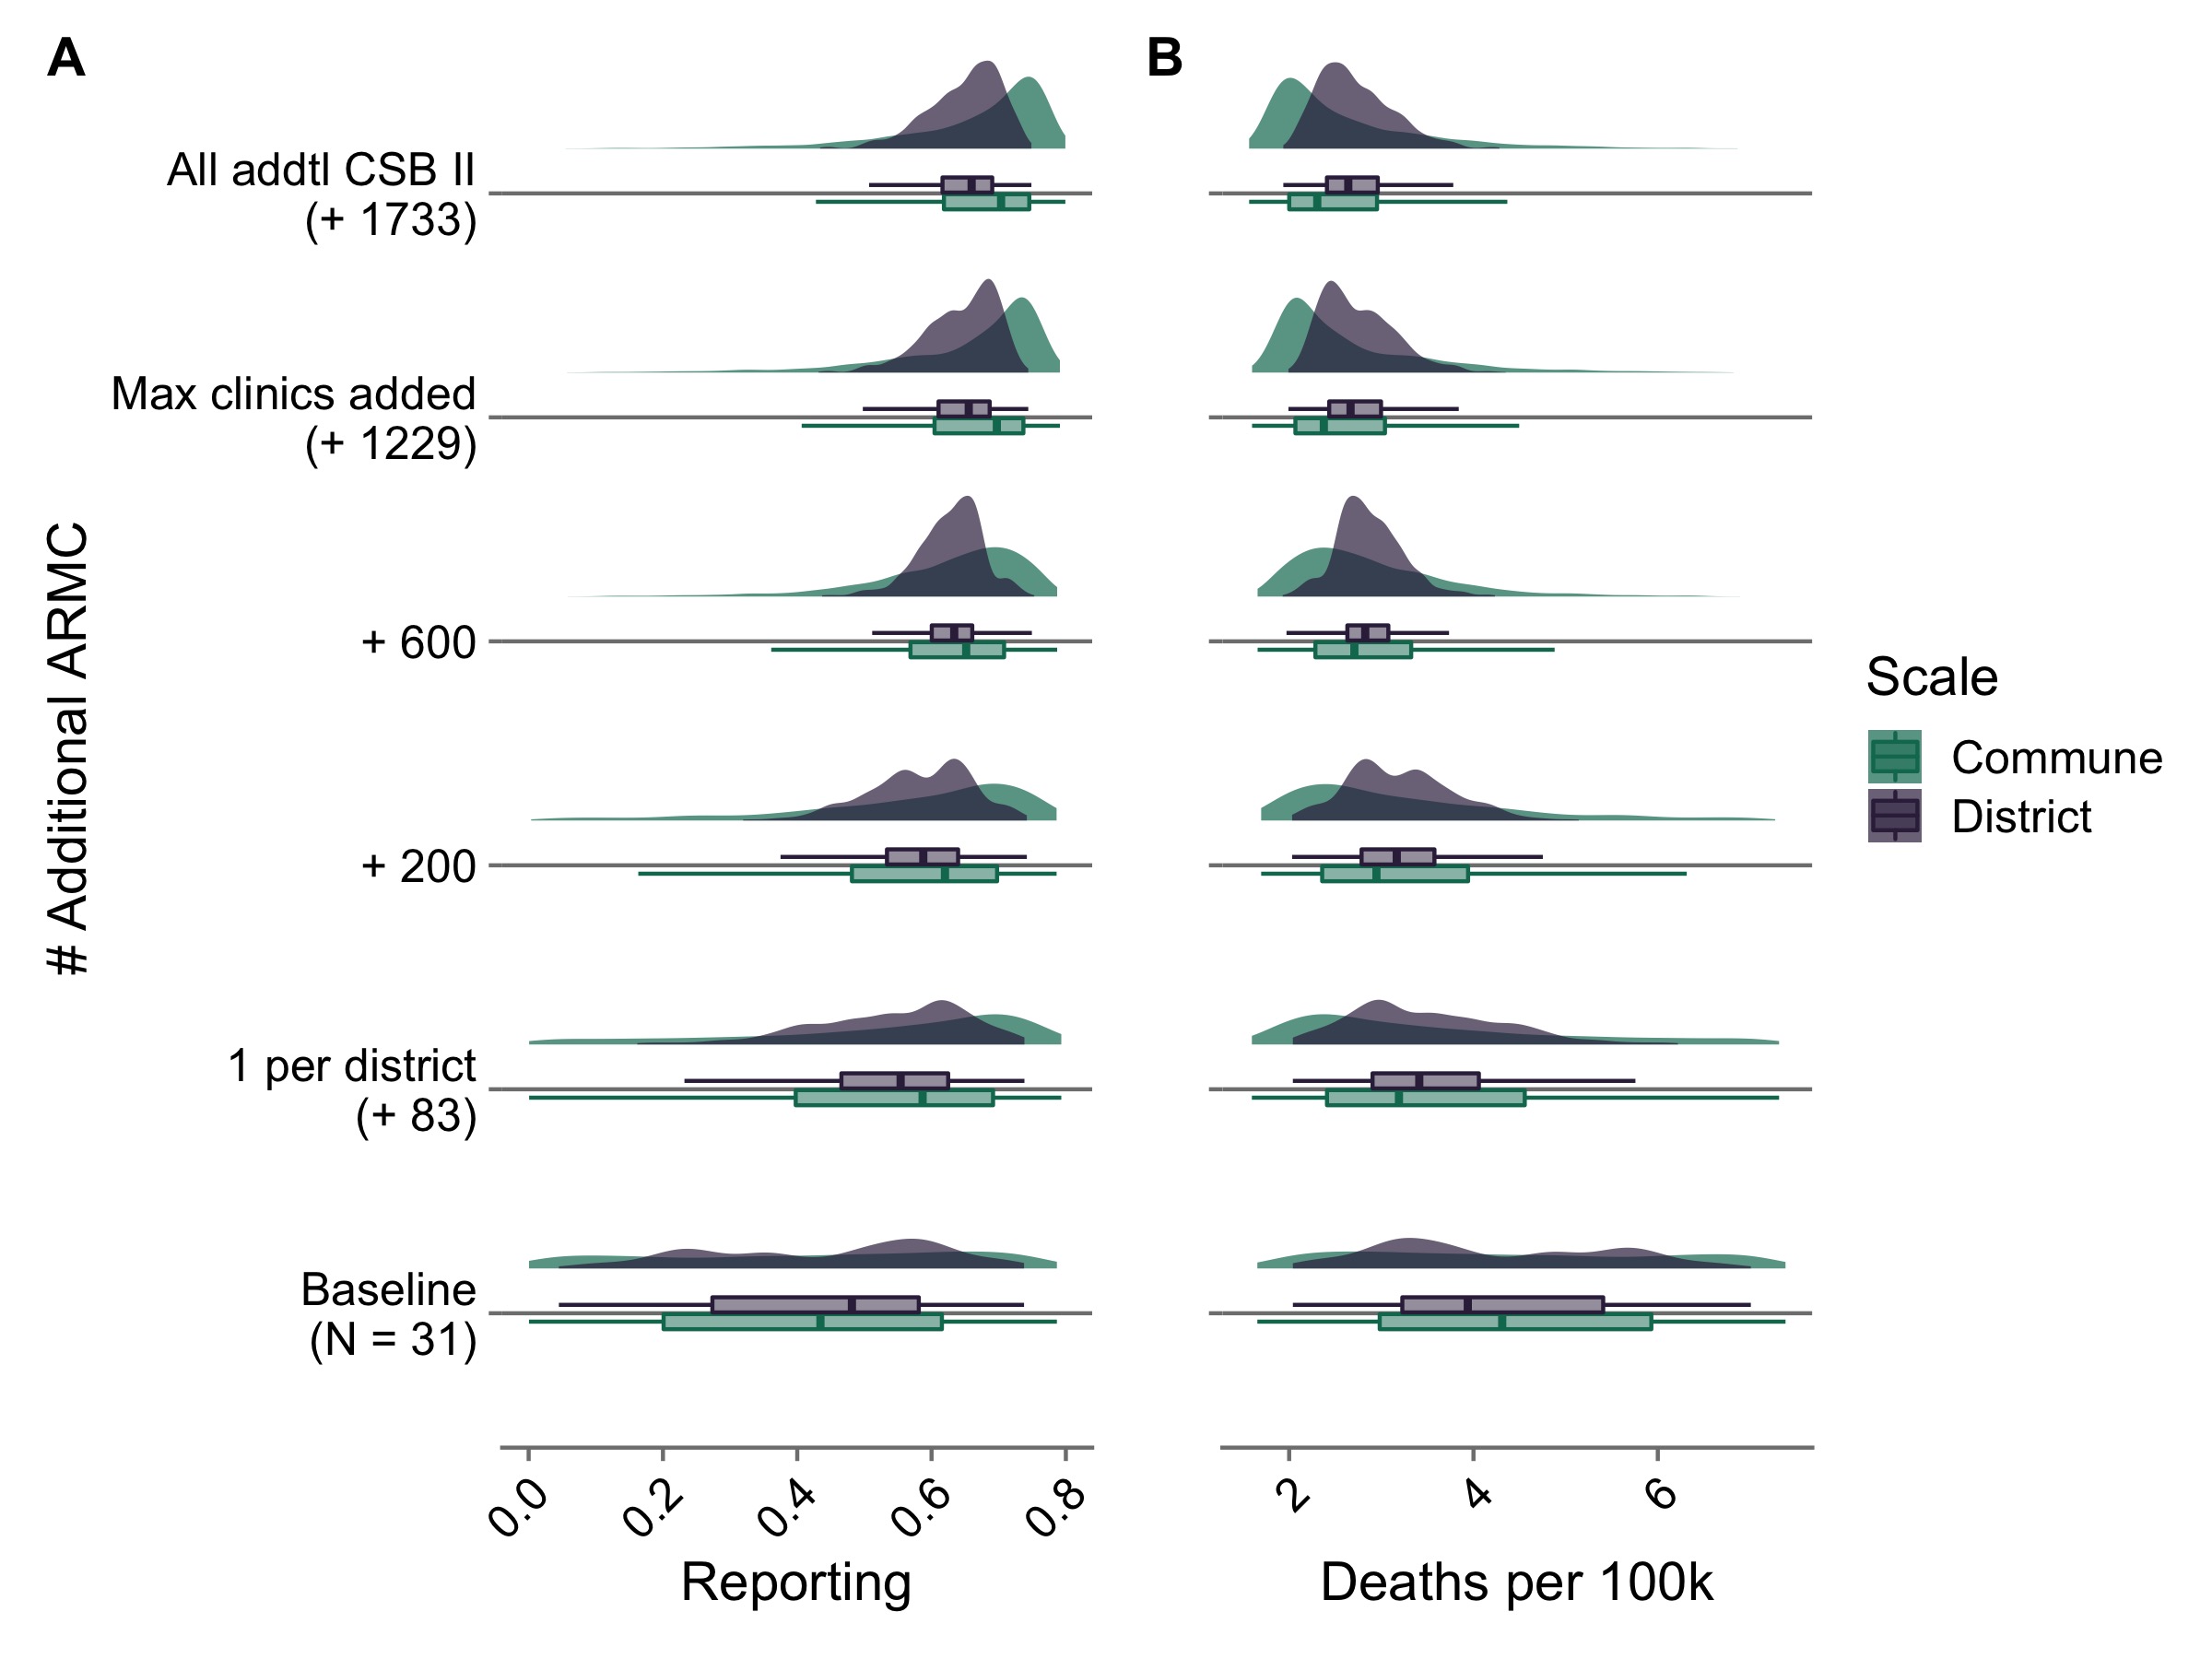 A
B
# Additional ARMC
All addtl CSB II
(+ 1733)
Max clinics added
(+ 1229)
+ 600
+ 200
1 per district
(+ 83)
Baseline
(N = 31)
0.0
0.2
0.4
0.6
0.8
Reporting
2
4
6
Deaths per 100k
Scale
Commune
District